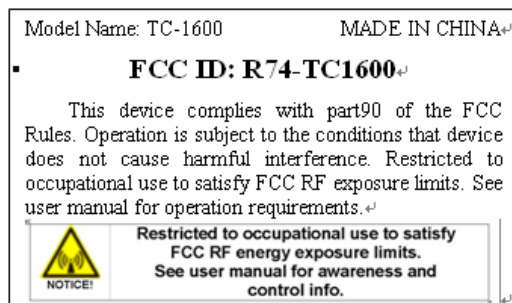 Model Name: TC-1600 MADE IN CHINA
FCC ID: R74-TC1600
This device complies with part90 of the FCC
Rules. Operation is subject to the conditions that device
does not cause harmful interference. Restricted to
occupational use to satisfy FCC RF exposure limits. See
user manual for operation requirements.
Restricted to occupational use to satisfy
FCC RF energy exposure limits.
See user manual for awareness and
control info.
NOTICE!